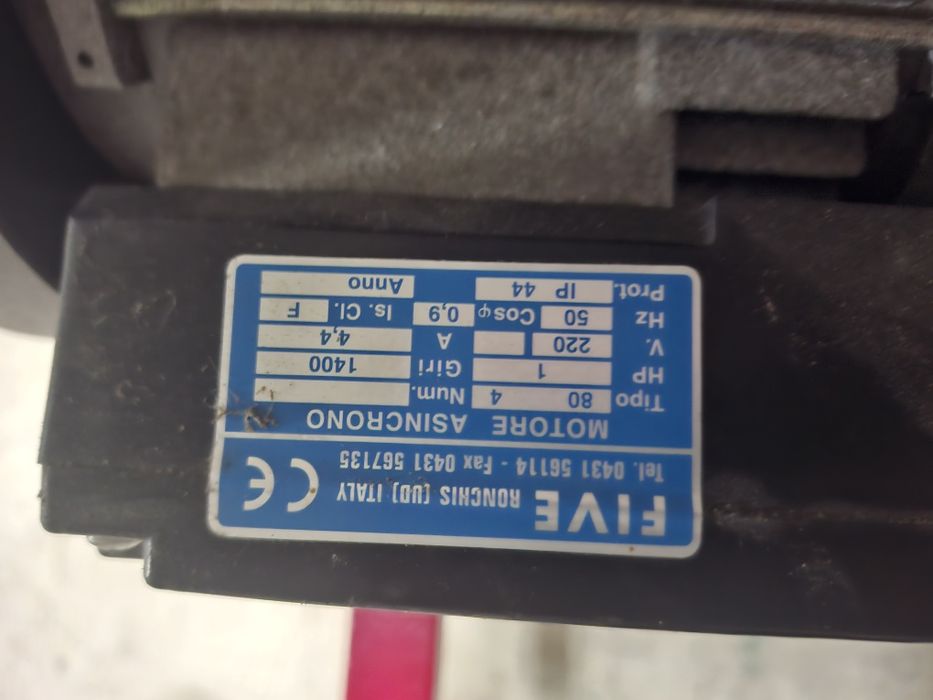 FIVE RONCHIS (UD) ITALY CE
Tel. 0431 56114 - Fax 0431 567135
MOTORE ASINCRONO
Tipo 80 4 Num.
HP 1 Giri 1400
V. 220 A 4,4
Hz 50 Cosφ 0,9 Is. Cl. F
Prot. IP 44 Anno